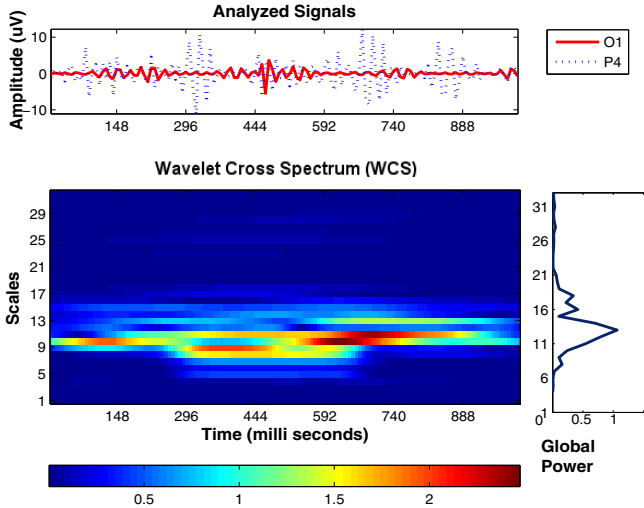 Analyzed Signals
Amplitude (uV)
10
0
-10
148 296 444 592 740 888
O1
P4
Wavelet Cross Spectrum (WCS)
Scales
29
25
21
17
13
9
5
1
148 296 444 592 740 888
Time (milli seconds)
31
26
21
16
11
6
1
0 0.5 1
Global
Power
0.5 1 1.5 2